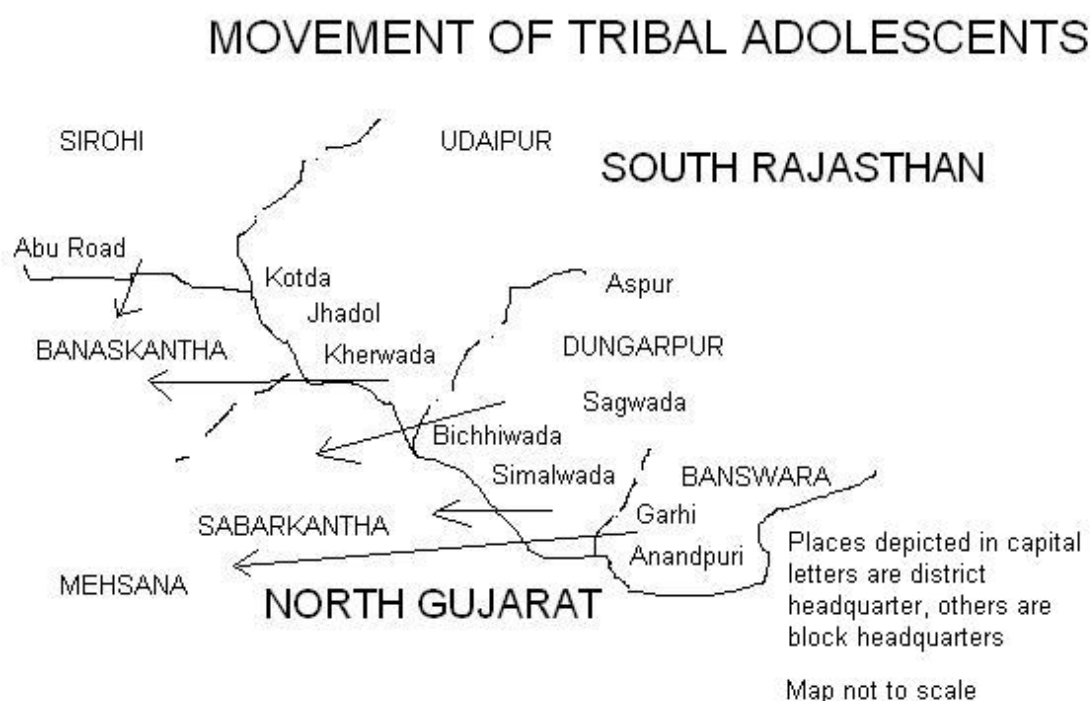 MOVEMENT OF TRIBAL ADOLESCENTS
SIROHI
UDAIPUR
SOUTH RAJASTHAN
Abu Road
Kotda
Aspur
Jhadol
BANASKANTHA
Kherwada
DUNGARPUR
Sagwada
Bichhiwada
Simalwada
BANSWARA
SABARKANTHA
Garhi
Anandpuri
MEHSANA
NORTH GUJARAT
Places depicted in capital
letters are district
headquarter, others are
block headquarters
Map not to scale